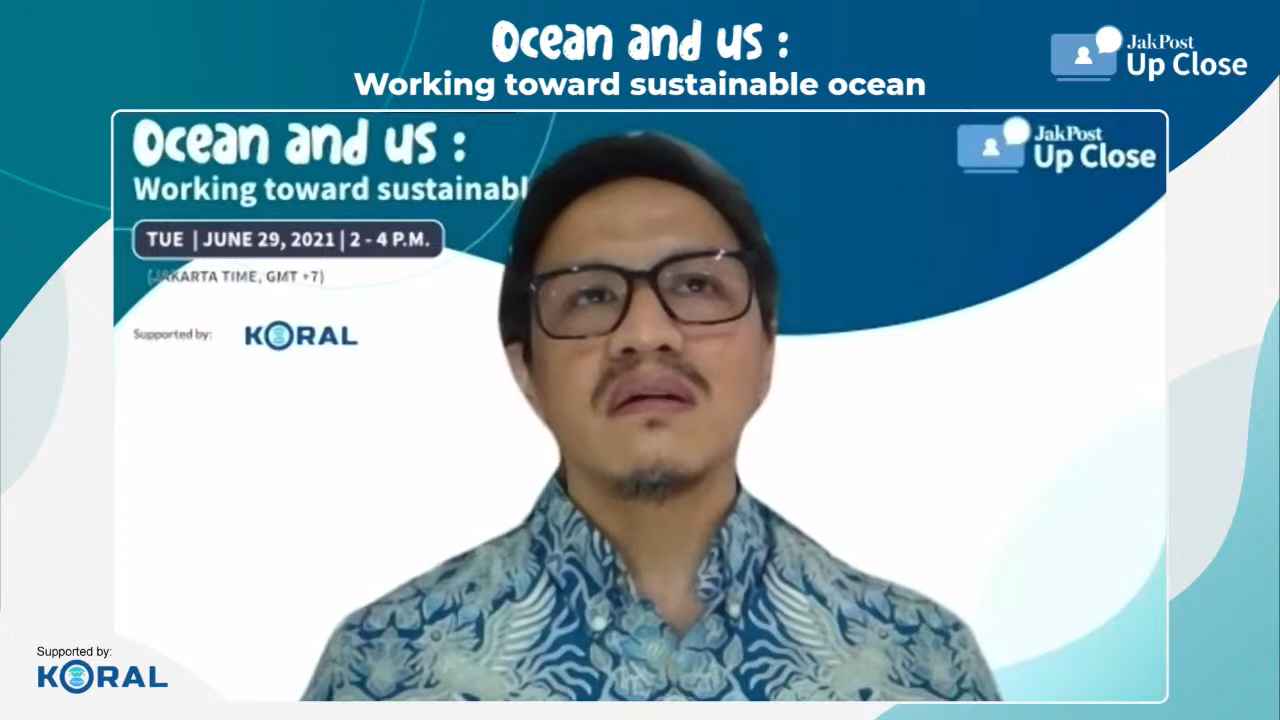 Ocean and us :
Working toward sustainable ocean
JakPost
Up Close
Ocean and us :
Working toward sustainabl
TUE | JUNE 29, 2021 | 2 - 4 P.M.
(JAKARTA TIME, GMT +7)
Supported by:
KORAL
JakPost
Up Close
Supported by:
KORAL